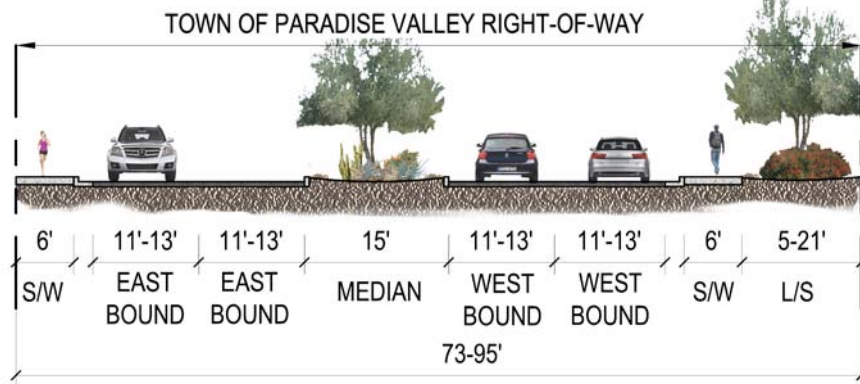 TOWN OF PARADISE VALLEY RIGHT-OF-WAY
6' 11'-13' 11'-13' 15' 11'-13' 11'-13' 6' 5-21'
S/W EAST BOUND EAST BOUND MEDIAN WEST BOUND WEST BOUND S/W L/S
73-95'